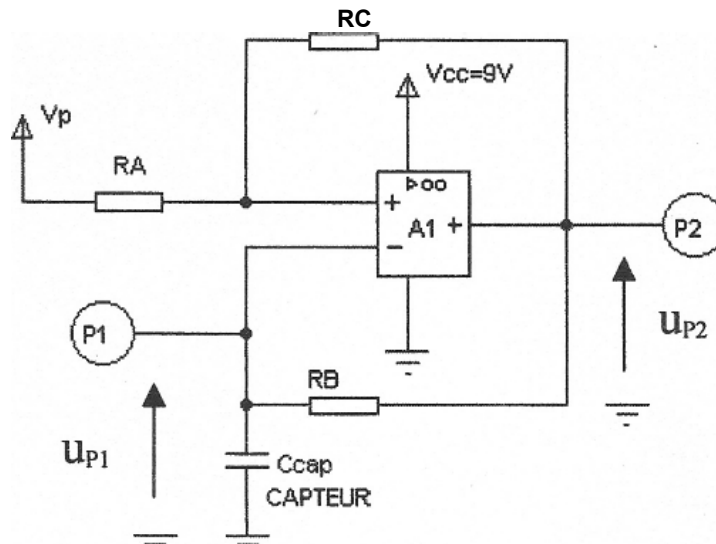 RC
Vcc=9V
Vp
RA
▷∞
+
A1
+
-
P2
P1
uP2
RB
uP1
Ccap
CAPTEUR